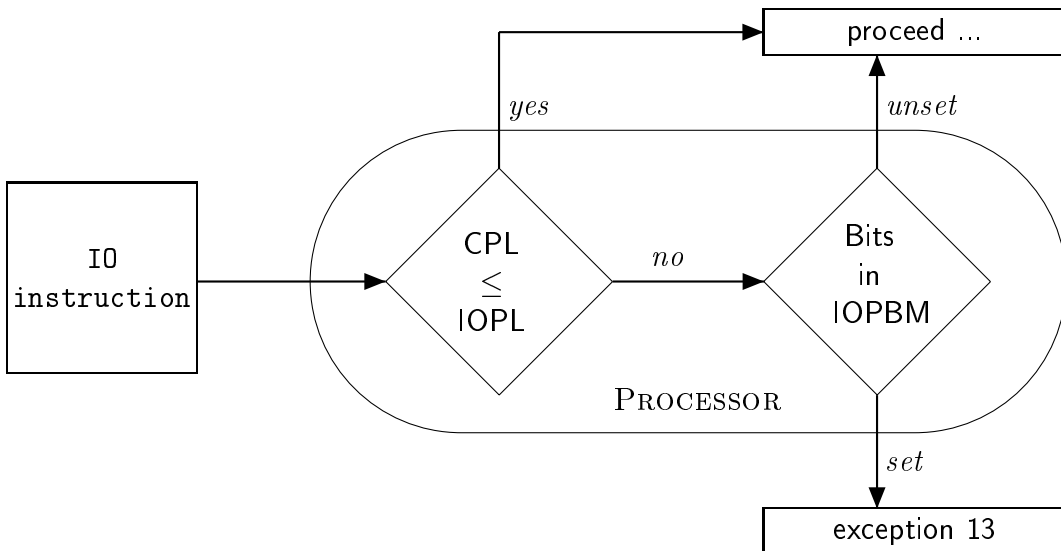 proceed ...
yes
unset
IO
instruction
CPL
≤
IOPL
no
Bits
in
IOPBM
PROCESSOR
set
exception 13